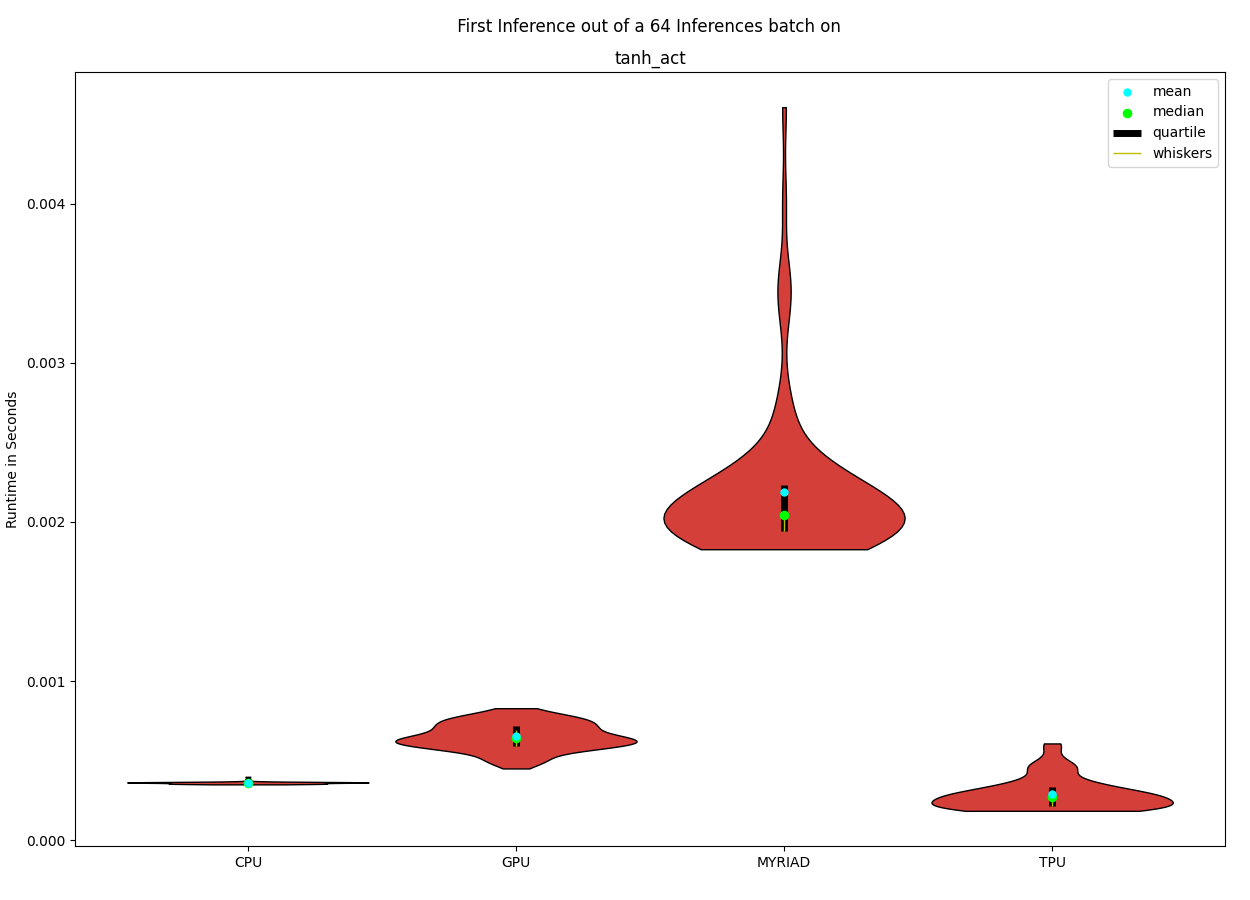 First Inference out of a 64 Inferences batch on
tanh_act
mean
median
quartile
whiskers
Runtime in Seconds
0.004
0.003
0.002
0.001
0.000
CPU GPU MYRIAD TPU